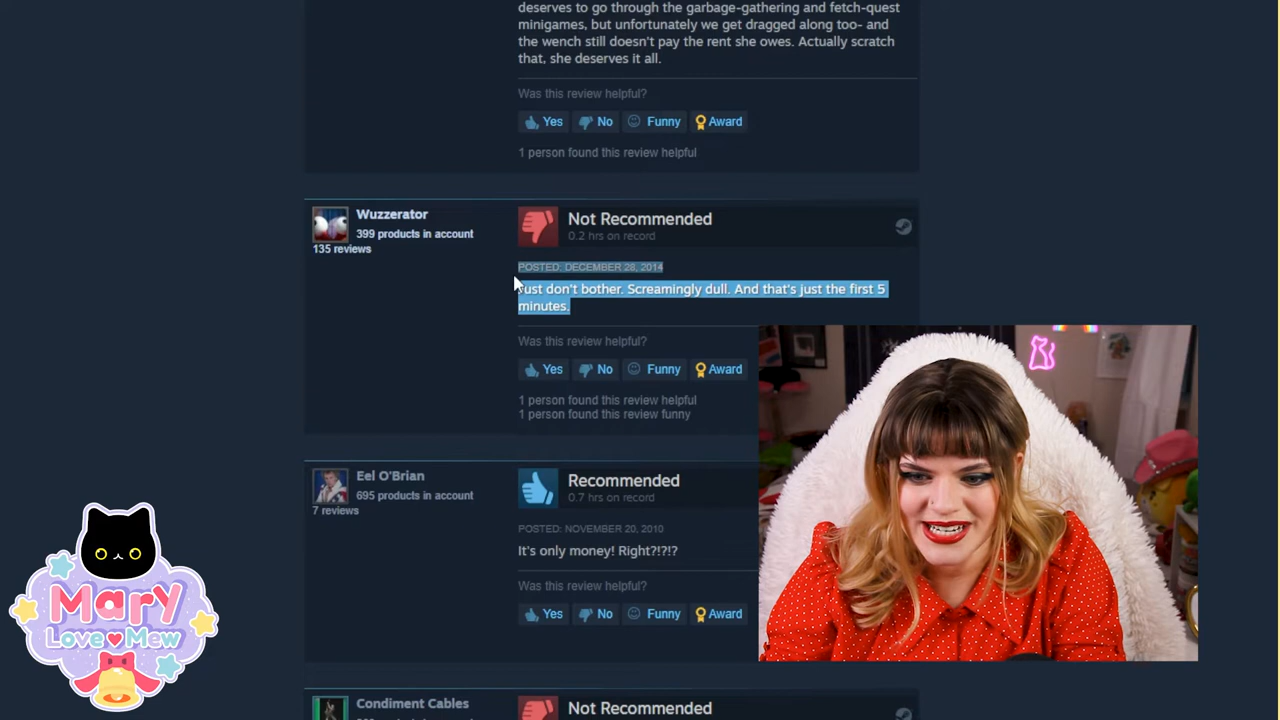 deserves to go through the garbage-gathering and fetch-quest
minigames, but unfortunately we get dragged along too- and
the wench still doesn't pay the rent she owes. Actually scratch
that, she deserves it all.
Was this review helpful?
Yes No Funny Award
1 person found this review helpful
Wuzzerator
399 products in account
135 reviews
Not Recommended
0.2 hrs on record
POSTED: DECEMBER 28, 2014
Just don't bother. Screamingly dull. And that's just the first 5
minutes.
Was this review helpful?
Yes No Funny Award
1 person found this review helpful
1 person found this review funny
Eel O'Brian
695 products in account
7 reviews
Recommended
0.7 hrs on record
POSTED: NOVEMBER 20, 2010
It's only money! Right?!?!?
Was this review helpful?
Yes No Funny Award
Condiment Cables
Not Recommended
Mary
Love Mew